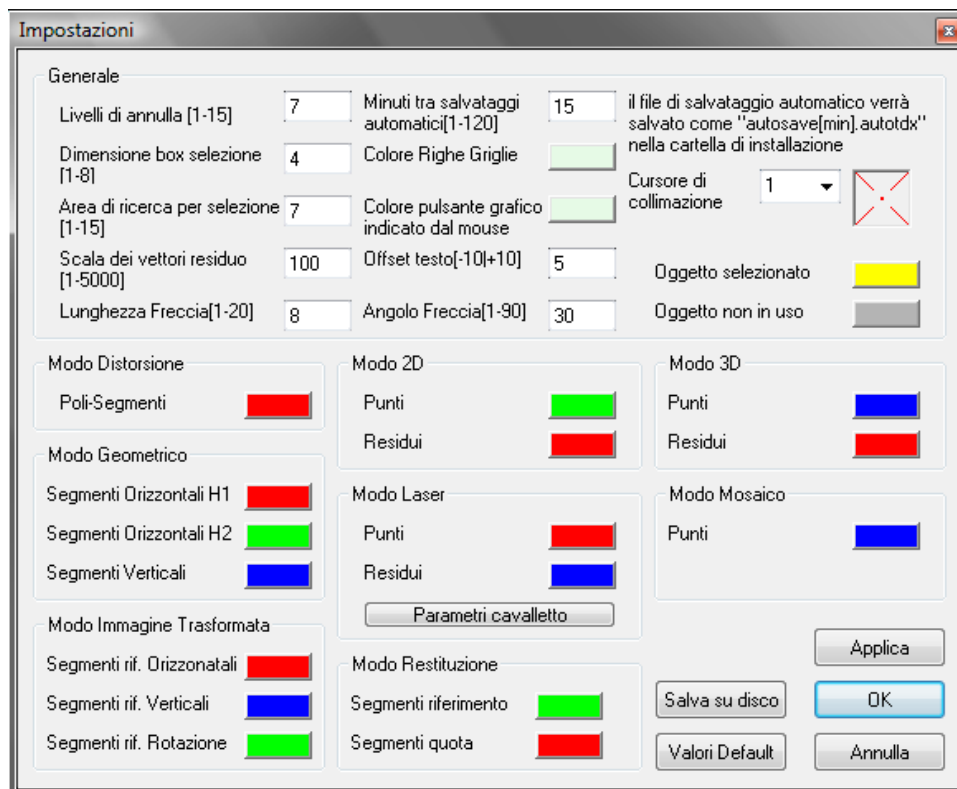 Impostazioni
Generale
Livelli di annulla [1-15]
7
Minuti tra salvataggi
automatici[1-120]
15
il file di salvataggio automatico verrà
salvato come "autosave[min].autotdx"
nella cartella di installazione
Dimensione box selezione
[1-8]
4
Colore Righe Griglie
Cursore di
collimazione
1
Area di ricerca per selezione
[1-15]
7
Colore pulsante grafico
indicato dal mouse
Scala dei vettori residuo
[1-5000]
100
Offset testo[-10|+10]
5
Oggetto selezionato
Lunghezza Freccia[1-20]
8
Angolo Freccia[1-90]
30
Oggetto non in uso
Modo Distorsione
Poli-Segmenti
Modo 2D
Punti
Residui
Modo 3D
Punti
Residui
Modo Geometrico
Segmenti Orizzontali H1
Segmenti Orizzontali H2
Segmenti Verticali
Modo Laser
Punti
Residui
Parametri cavalletto
Modo Mosaico
Punti
Modo Immagine Trasformata
Segmenti rif. Orizzonatali
Segmenti rif. Verticali
Segmenti rif. Rotazione
Modo Restituzione
Segmenti riferimento
Segmenti quota
Applica
Salva su disco
OK
Valori Default
Annulla